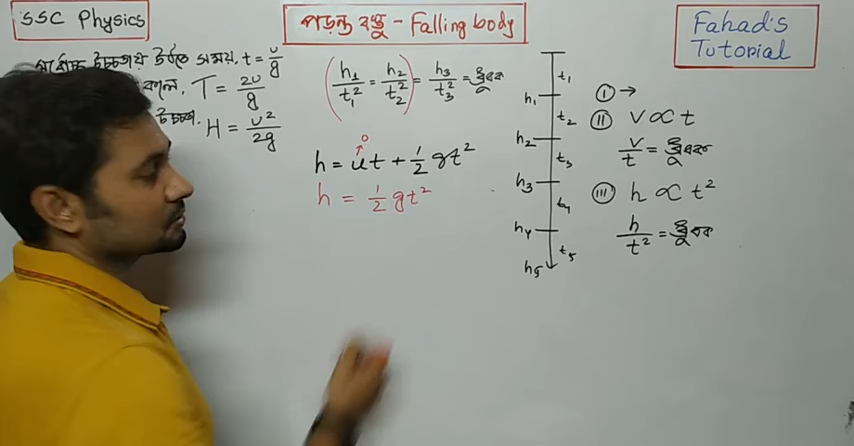 SSC Physics
পড়ন্ত বস্তু - Falling body
Fahad's
Tutorial
উচ্চতায় উঠতে সময়, t = u/g
T = 2u/g
H = u²/2g
(h₁/t₁² = h₂/t₂²) = h₃/t₃² = ধ্রুবক
0
h = ut + ½ gt²
h = ½ gt²
t₁
h₁
t₂
h₂
t₃
h₃
t₄
h₄
t₅
h₅
(i) →
(ii) v ∝ t
v/t = ধ্রুবক
(iii) h ∝ t²
h/t² = ধ্রুবক